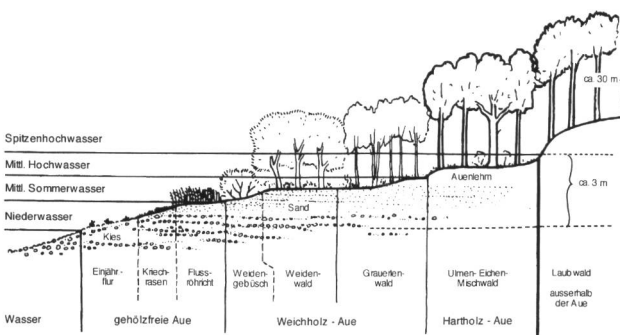 ca. 30 m
Spitzenhochwasser
Mittl. Hochwasser
Mittl. Sommerwasser
Niederwasser
Auenlehm
ca. 3 m
Sand
Kies
Einjähr-
flur
Kriech-
rasen
Fluss-
röhricht
Weiden-
gebüsch
Weiden-
wald
Grauerlen-
wald
Ulmen- Eichen-
Mischwald
Laubwald
ausserhalb
der Aue
Wasser
gehölzfreie Aue
Weichholz - Aue
Hartholz - Aue